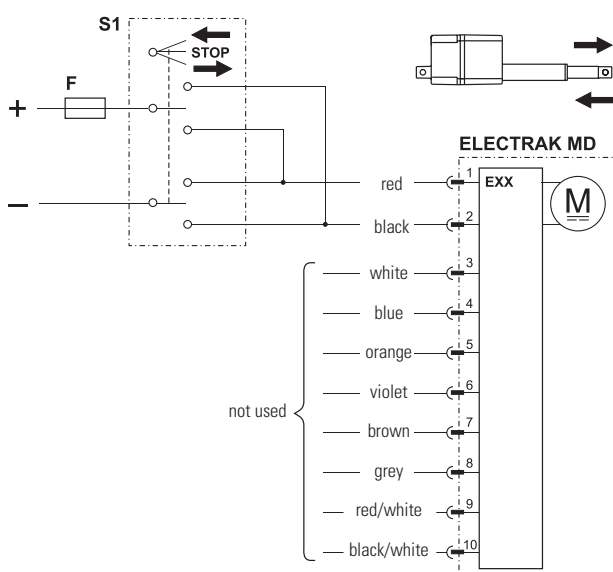 S1
STOP
F
+
−
ELECTRAK MD
red
1
EXX
M
black
2
white
3
blue
4
orange
5
violet
6
not used
brown
7
grey
8
red/white
9
black/white
10